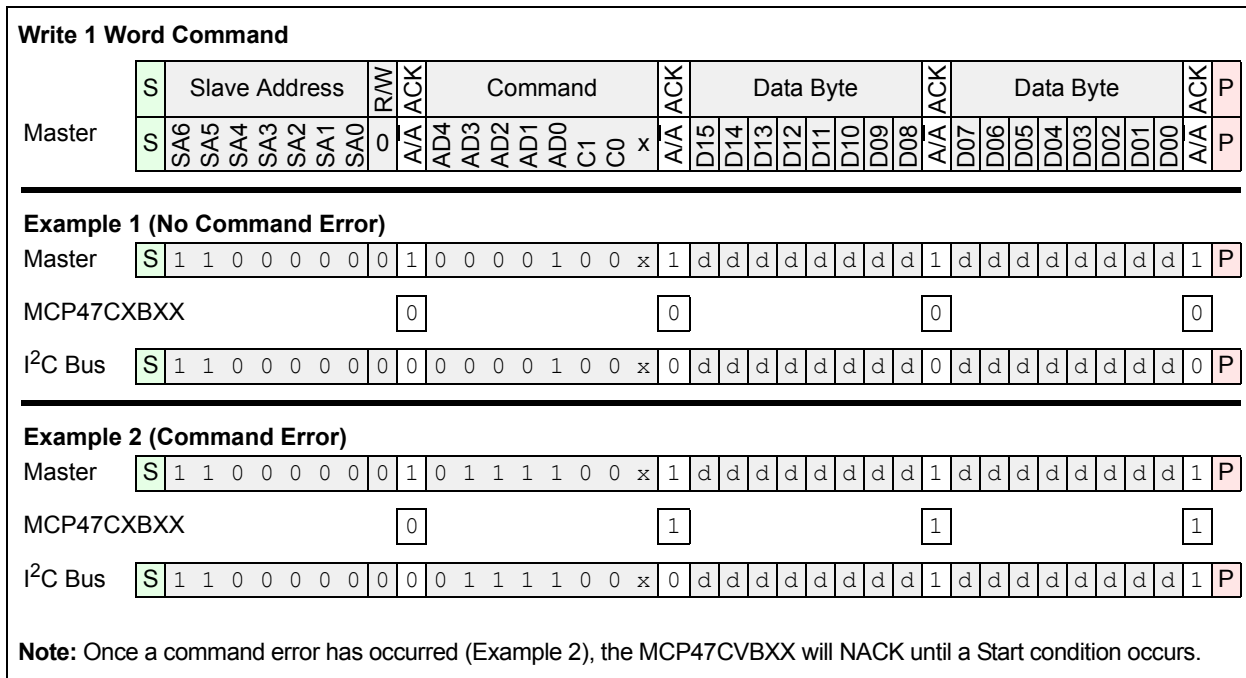 Write 1 Word Command
S Slave Address R/W ACK Command ACK Data Byte ACK Data Byte ACK P
Master S SA6 SA5 SA4 SA3 SA2 SA1 SA0 0 A/A AD4 AD3 AD2 AD1 AD0 C1 C0 x A/A D15 D14 D13 D12 D11 D10 D09 D08 A/A D07 D06 D05 D04 D03 D02 D01 D00 A/A P
Example 1 (No Command Error)
Master S 1 1 0 0 0 0 0 0 1 0 0 0 0 1 0 0 x 1 d d d d d d d d 1 d d d d d d d d 1 P
MCP47CXBXX 0 0 0 0
I2C Bus S 1 1 0 0 0 0 0 0 0 0 0 0 0 1 0 0 x 0 d d d d d d d d 0 d d d d d d d d 0 P
Example 2 (Command Error)
Master S 1 1 0 0 0 0 0 0 1 0 1 1 1 1 0 0 x 1 d d d d d d d d 1 d d d d d d d d 1 P
MCP47CXBXX 0 1 1 1
I2C Bus S 1 1 0 0 0 0 0 0 0 0 1 1 1 1 0 0 x 0 d d d d d d d d 1 d d d d d d d d 1 P
Note: Once a command error has occurred (Example 2), the MCP47CVBXX will NACK until a Start condition occurs.